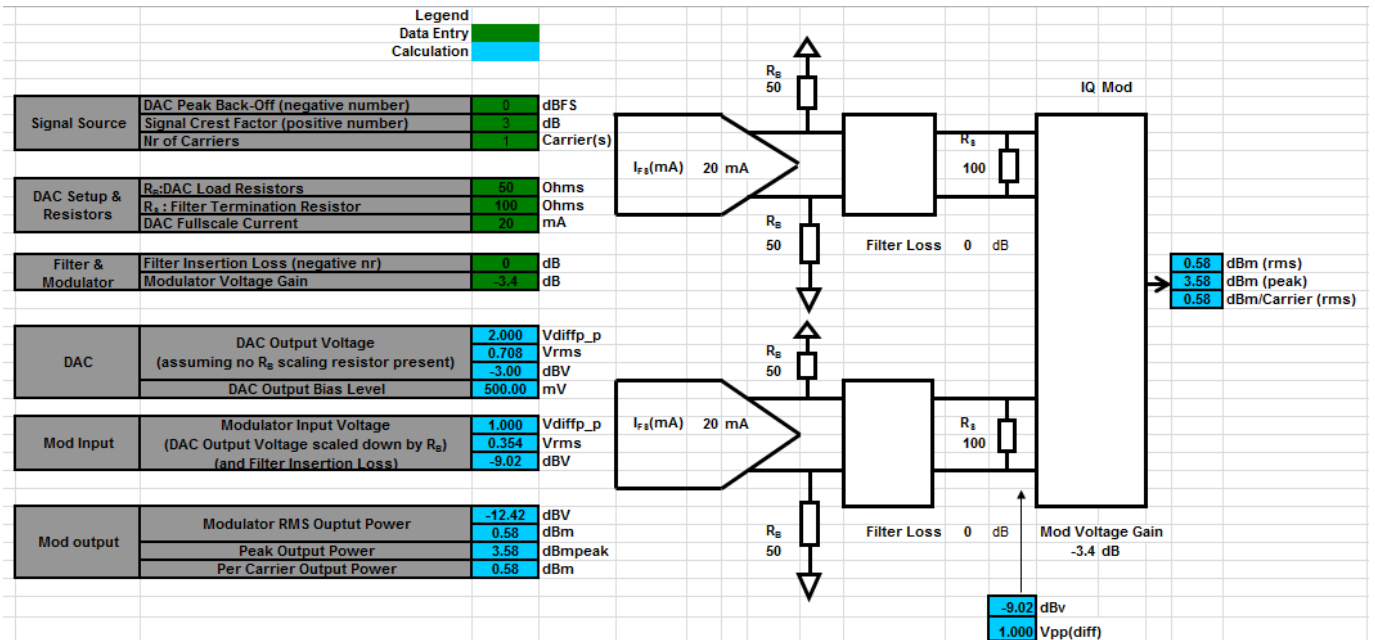 Legend
Data Entry
Calculation
Signal Source
DAC Peak Back-Off (negative number) 0 dBFS
Signal Crest Factor (positive number) 3 dB
Nr of Carriers 1 Carrier(s)
DAC Setup & Resistors
RB:DAC Load Resistors 50 Ohms
Rs : Filter Termination Resistor 100 Ohms
DAC Fullscale Current 20 mA
Filter & Modulator
Filter Insertion Loss (negative nr) 0 dB
Modulator Voltage Gain -3.4 dB
DAC
DAC Output Voltage
(assuming no RB scaling resistor present)
2.000 Vdiffp_p
0.708 Vrms
-3.00 dBV
DAC Output Bias Level 500.00 mV
Mod Input
Modulator Input Voltage
(DAC Output Voltage scaled down by RB)
(and Filter Insertion Loss)
1.000 Vdiffp_p
0.354 Vrms
-9.02 dBV
Mod output
Modulator RMS Ouptut Power
-12.42 dBV
0.58 dBm
Peak Output Power 3.58 dBmpeak
Per Carrier Output Power 0.58 dBm
RB
50
IFS(mA) 20 mA
Rs
100
RB
50
Filter Loss 0 dB
IQ Mod
0.58 dBm (rms)
3.58 dBm (peak)
0.58 dBm/Carrier (rms)
RB
50
IFS(mA) 20 mA
Rs
100
RB
50
Filter Loss 0 dB
Mod Voltage Gain
-3.4 dB
-9.02 dBv
1.000 Vpp(diff)